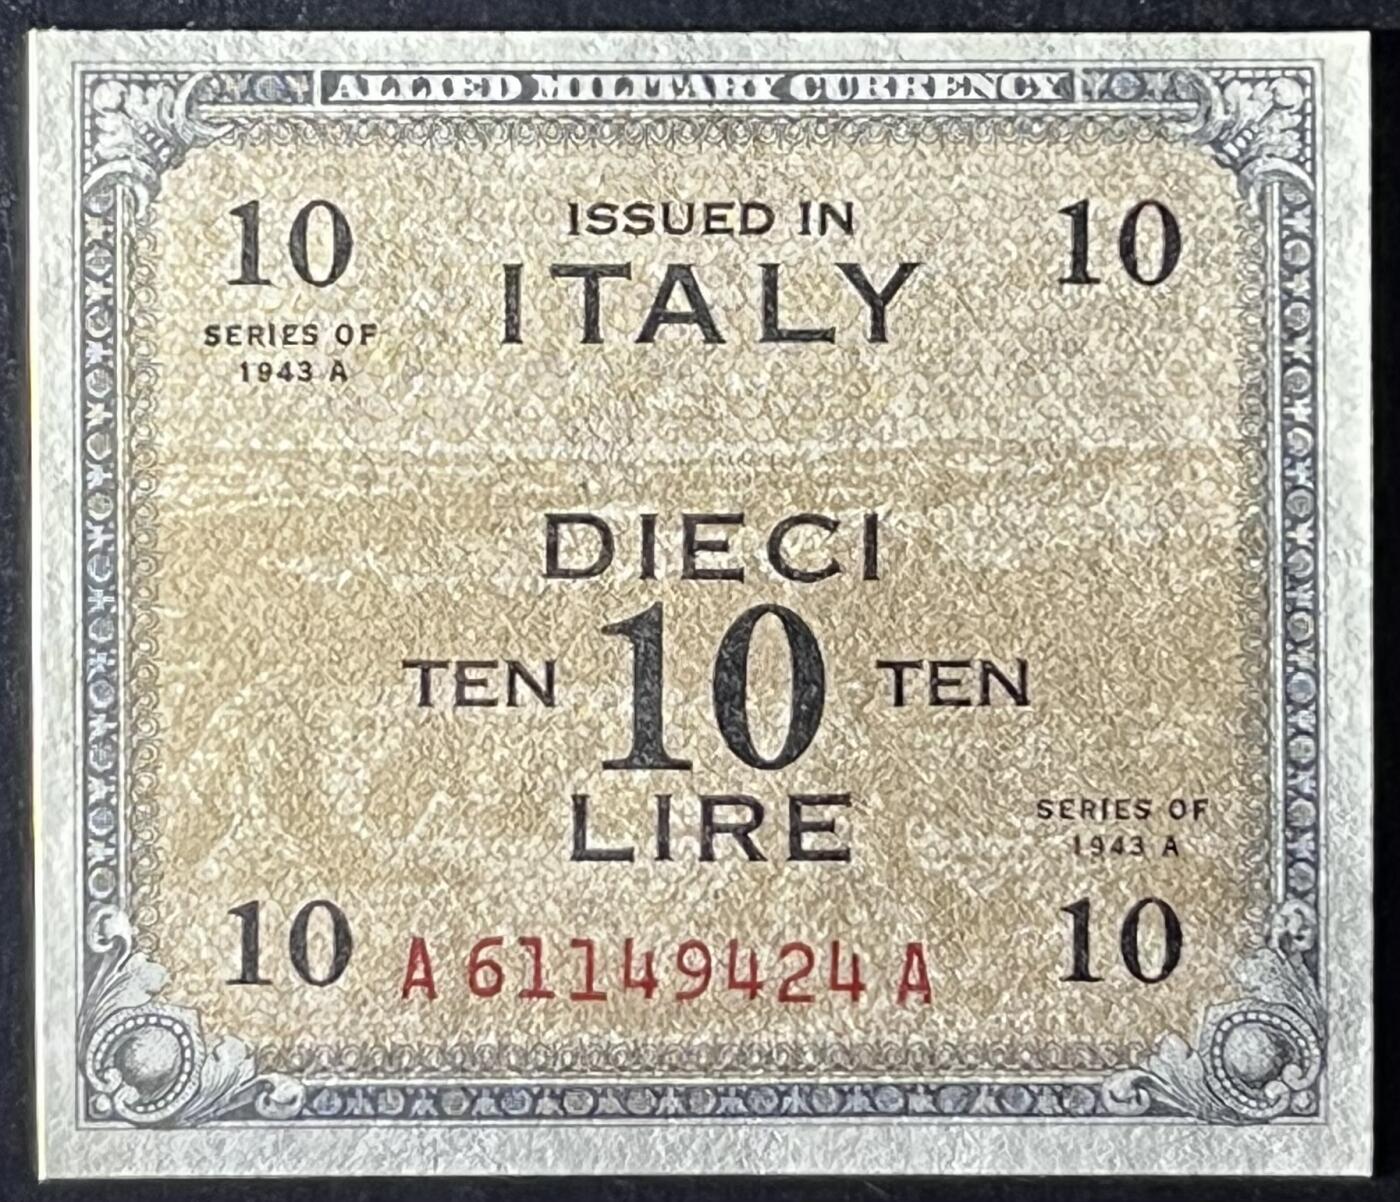 ALLIED MILITARY CURRENCY
10 ISSUED IN 10
ITALY
SERIES OF
1943 A
DIECI
TEN 10 TEN
LIRE
SERIES OF
1943 A
10 A 61149424 A 10